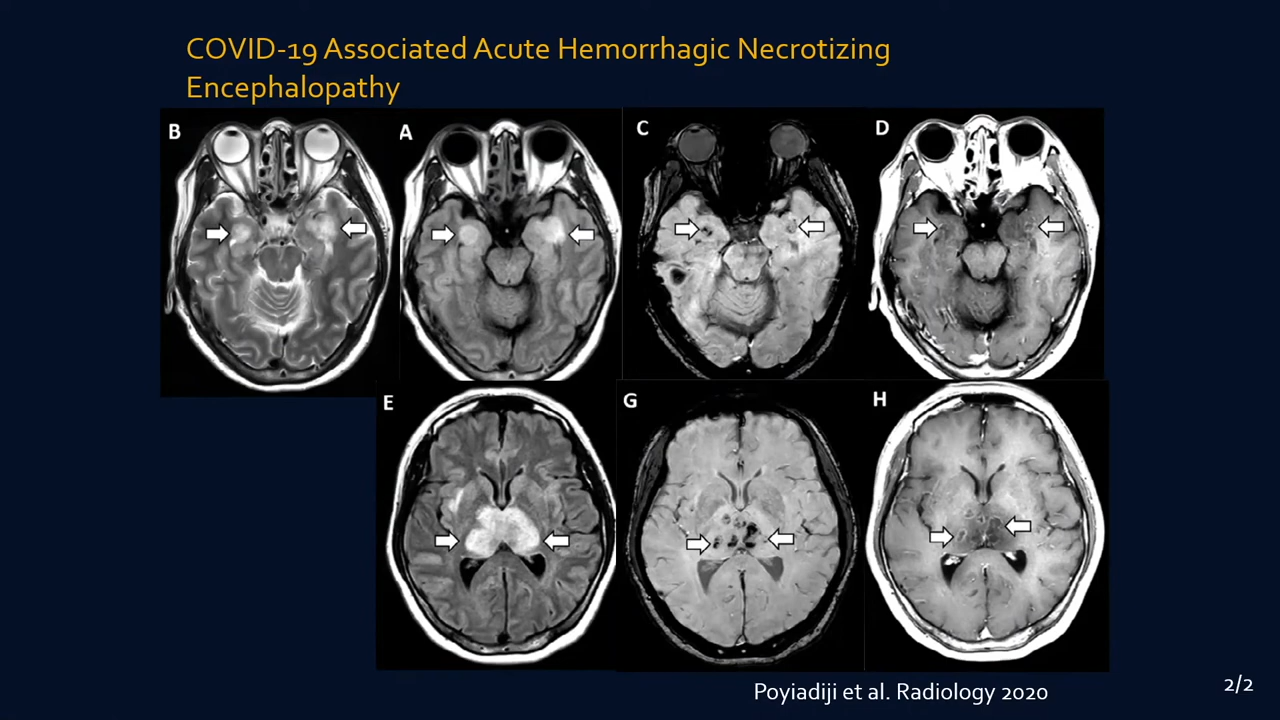 COVID-19 Associated Acute Hemorrhagic Necrotizing
Encephalopathy
B
A
C
D
E
G
H
Poyiadiji et al. Radiology 2020
2/2